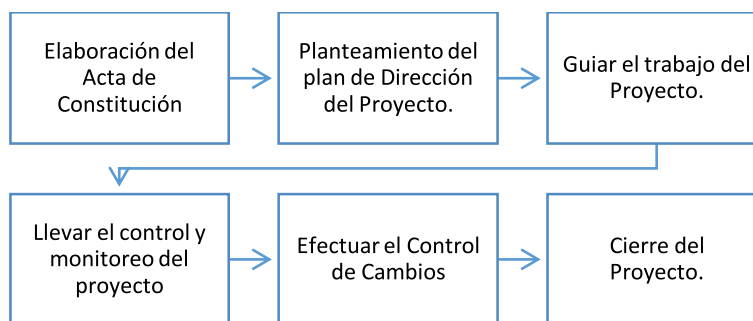 Elaboración del
Acta de
Constitución
Planteamiento del
plan de Dirección
del Proyecto.
Guiar el trabajo del
Proyecto.
Llevar el control y
monitoreo del
proyecto
Efectuar el Control
de Cambios
Cierre del
Proyecto.